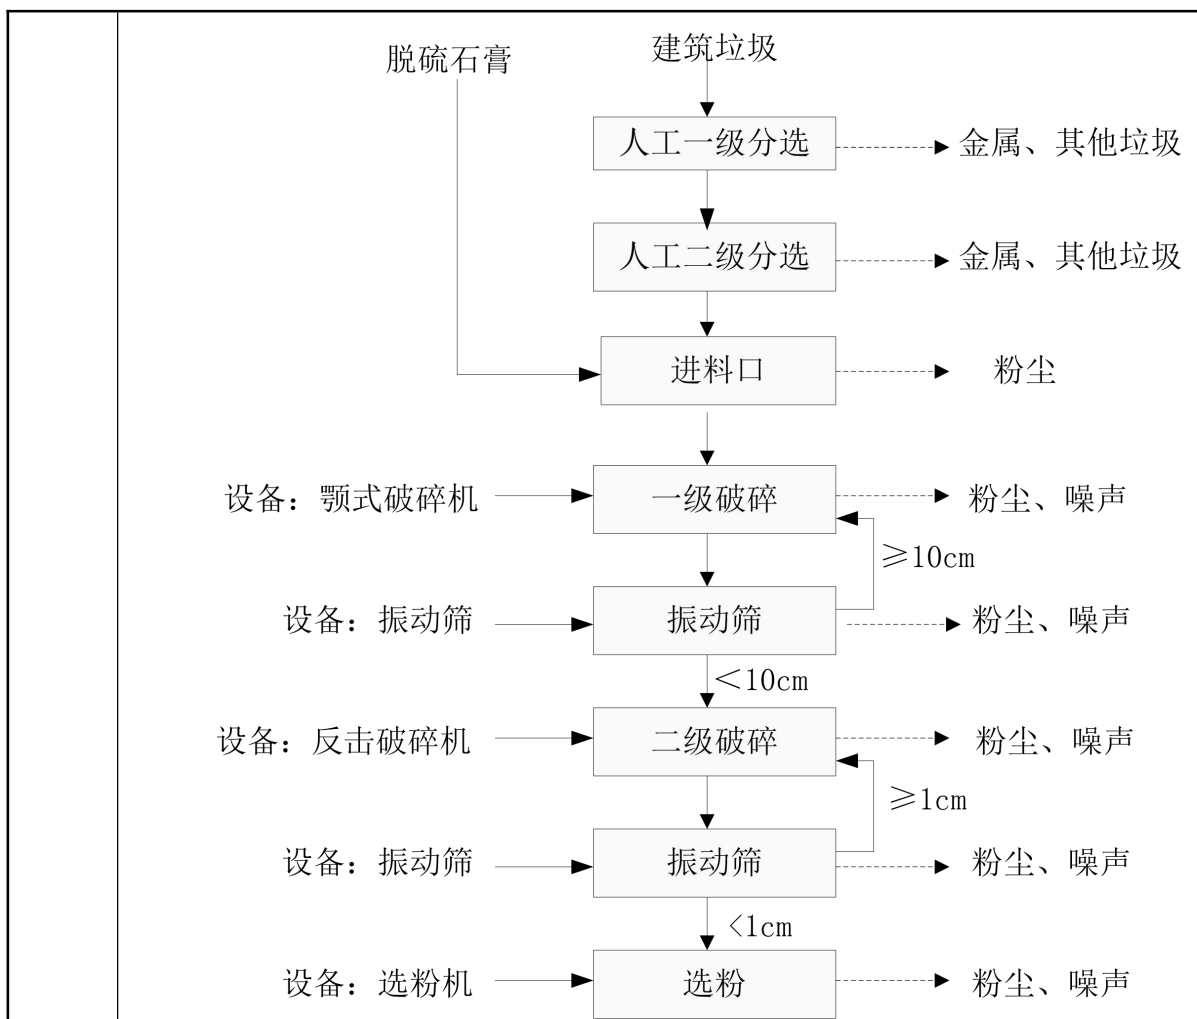 脱硫石膏
建筑垃圾
人工一级分选
金属、其他垃圾
人工二级分选
金属、其他垃圾
进料口
粉尘
设备：颚式破碎机
一级破碎
粉尘、噪声
≥10cm
设备：振动筛
振动筛
粉尘、噪声
<10cm
设备：反击破碎机
二级破碎
粉尘、噪声
≥1cm
设备：振动筛
振动筛
粉尘、噪声
<1cm
设备：选粉机
选粉
粉尘、噪声